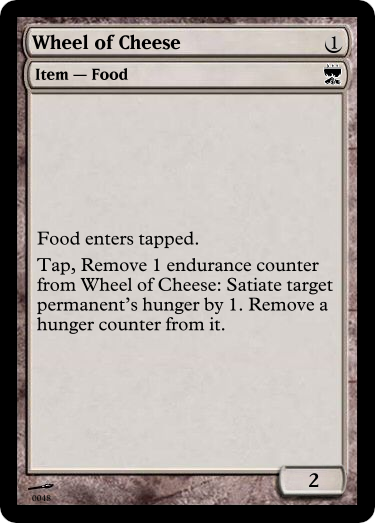 Wheel of Cheese 1
Item — Food
Food enters tapped.
Tap, Remove 1 endurance counter
from Wheel of Cheese: Satiate target
permanent's hunger by 1. Remove a
hunger counter from it.
2
0048